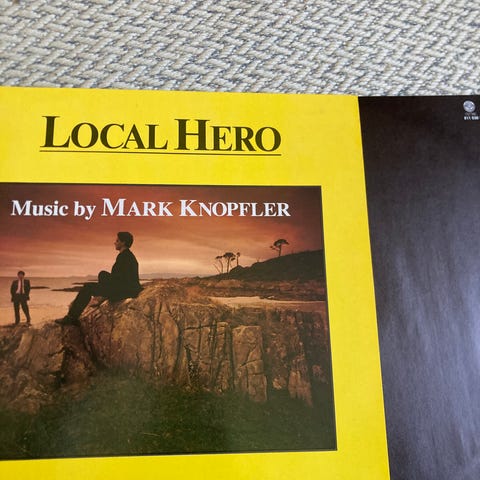 LOCAL HERO
Music by MARK KNOPFLER